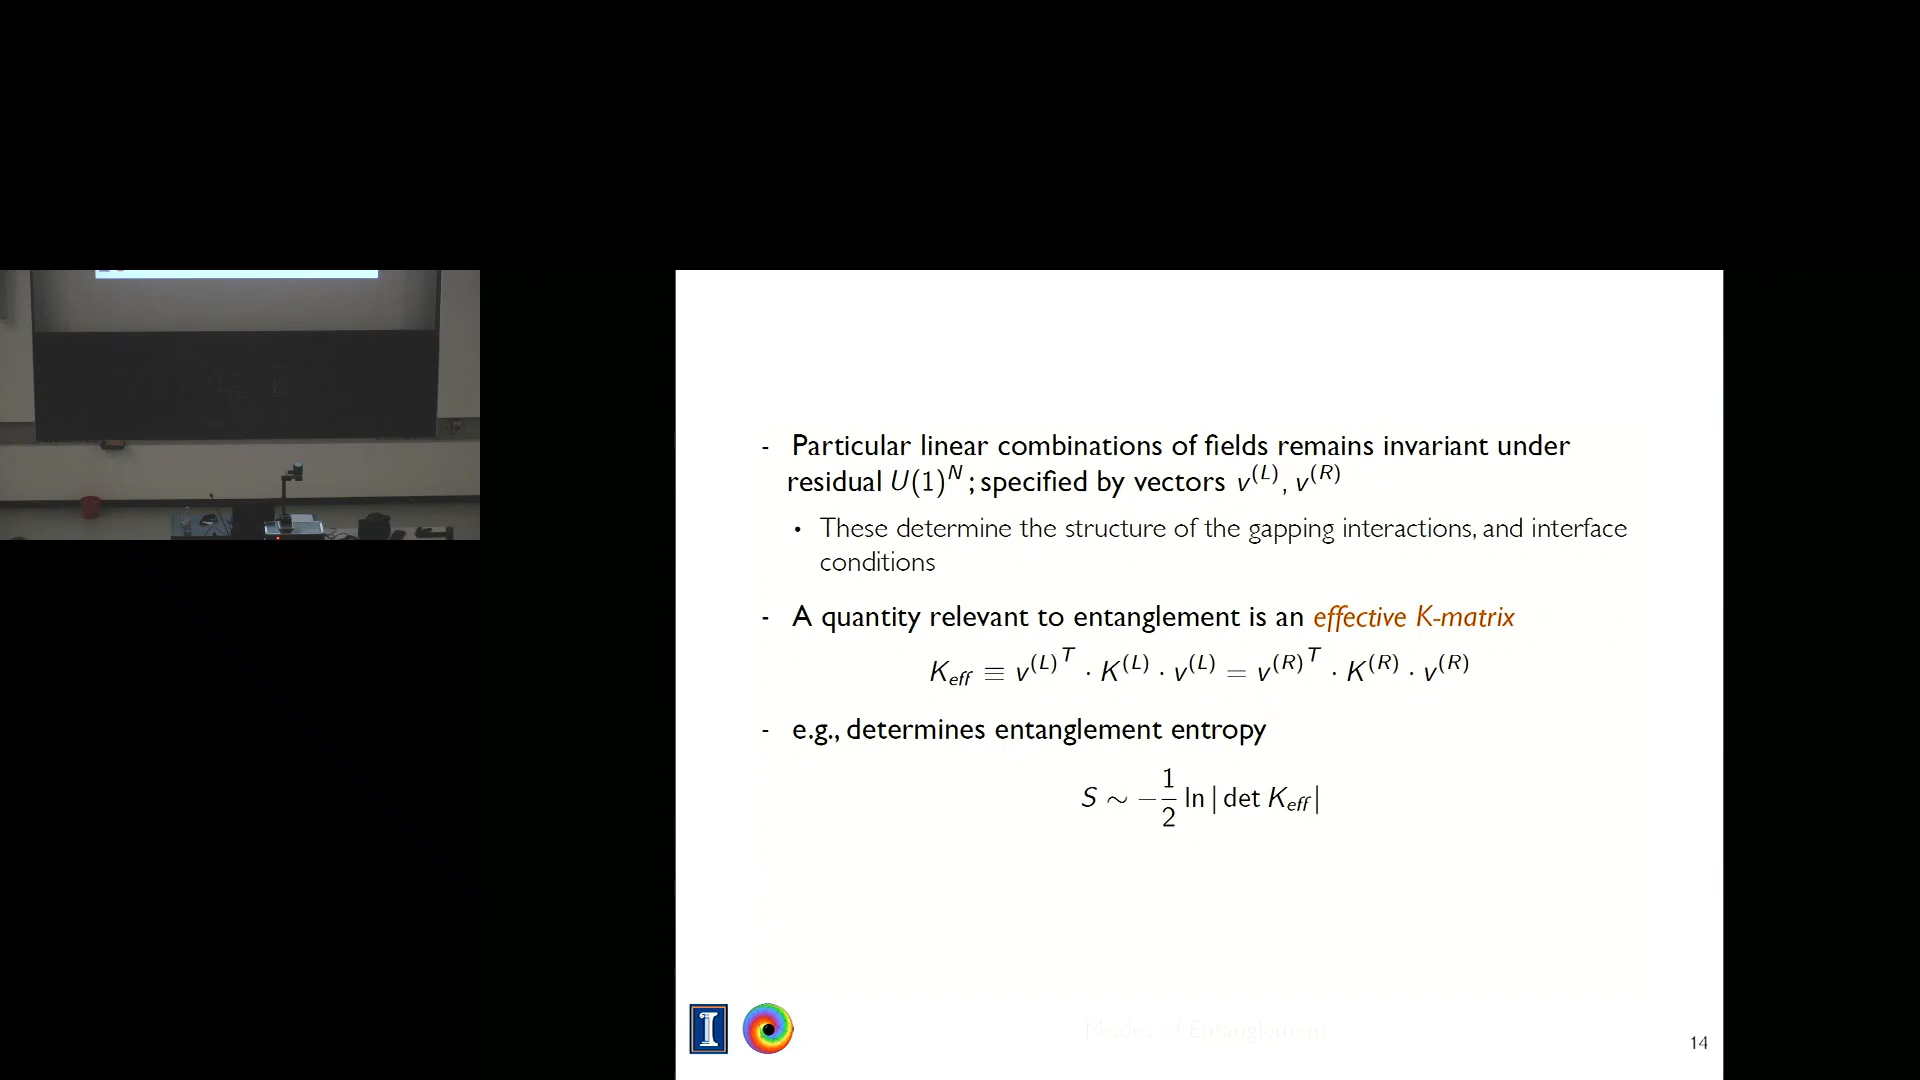 - Particular linear combinations of fields remains invariant under
residual U(1)^N ; specified by vectors v^(L), v^(R)
• These determine the structure of the gapping interactions, and interface
conditions
- A quantity relevant to entanglement is an effective K-matrix
K_eff ≡ v^(L)^T · K^(L) · v^(L) = v^(R)^T · K^(R) · v^(R)
- e.g., determines entanglement entropy
S ∼ −1/2 ln | det K_eff |
I
Modes of Entanglement
14